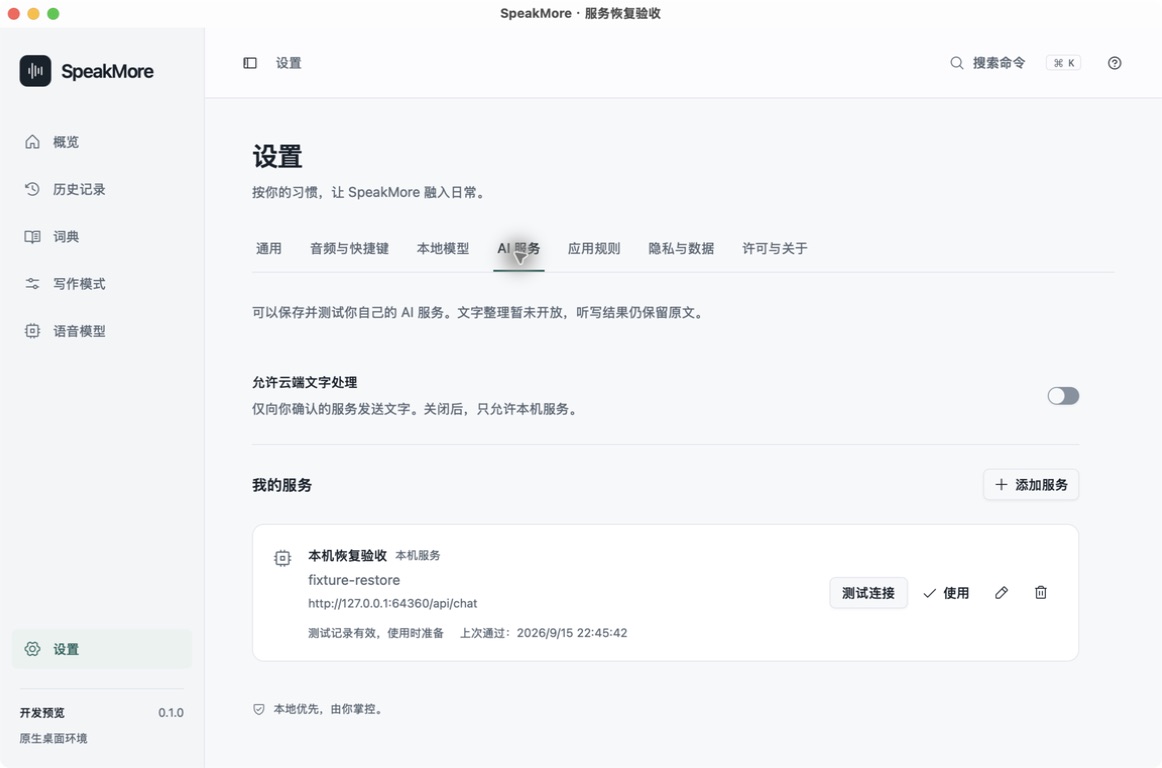 SpeakMore · 服务恢复验收
SpeakMore
概览
历史记录
词典
写作模式
语音模型
设置
开发预览 0.1.0
原生桌面环境
设置
搜索命令 ⌘ K
设置
按你的习惯，让 SpeakMore 融入日常。
通用 音频与快捷键 本地模型 AI 服务 应用规则 隐私与数据 许可与关于
可以保存并测试你自己的 AI 服务。文字整理暂未开放，听写结果仍保留原文。
允许云端文字处理
仅向你确认的服务发送文字。关闭后，只允许本机服务。
我的服务
添加服务
本机恢复验收 本机服务
fixture-restore
http://127.0.0.1:64360/api/chat
测试记录有效，使用时准备 上次通过：2026/9/15 22:45:42
测试连接 使用
本地优先，由你掌控。